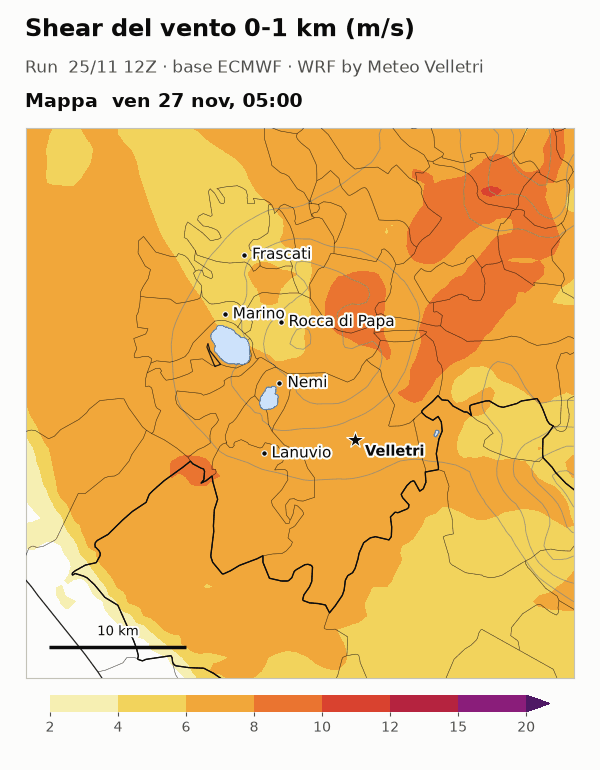 Shear del vento 0-1 km (m/s)
Run  25/11 12Z · base ECMWF · WRF by Meteo Velletri
Mappa  ven 27 nov, 05:00
Frascati
Marino
Rocca di Papa
Nemi
Velletri
Lanuvio
10 km
2 4 6 8 10 12 15 20